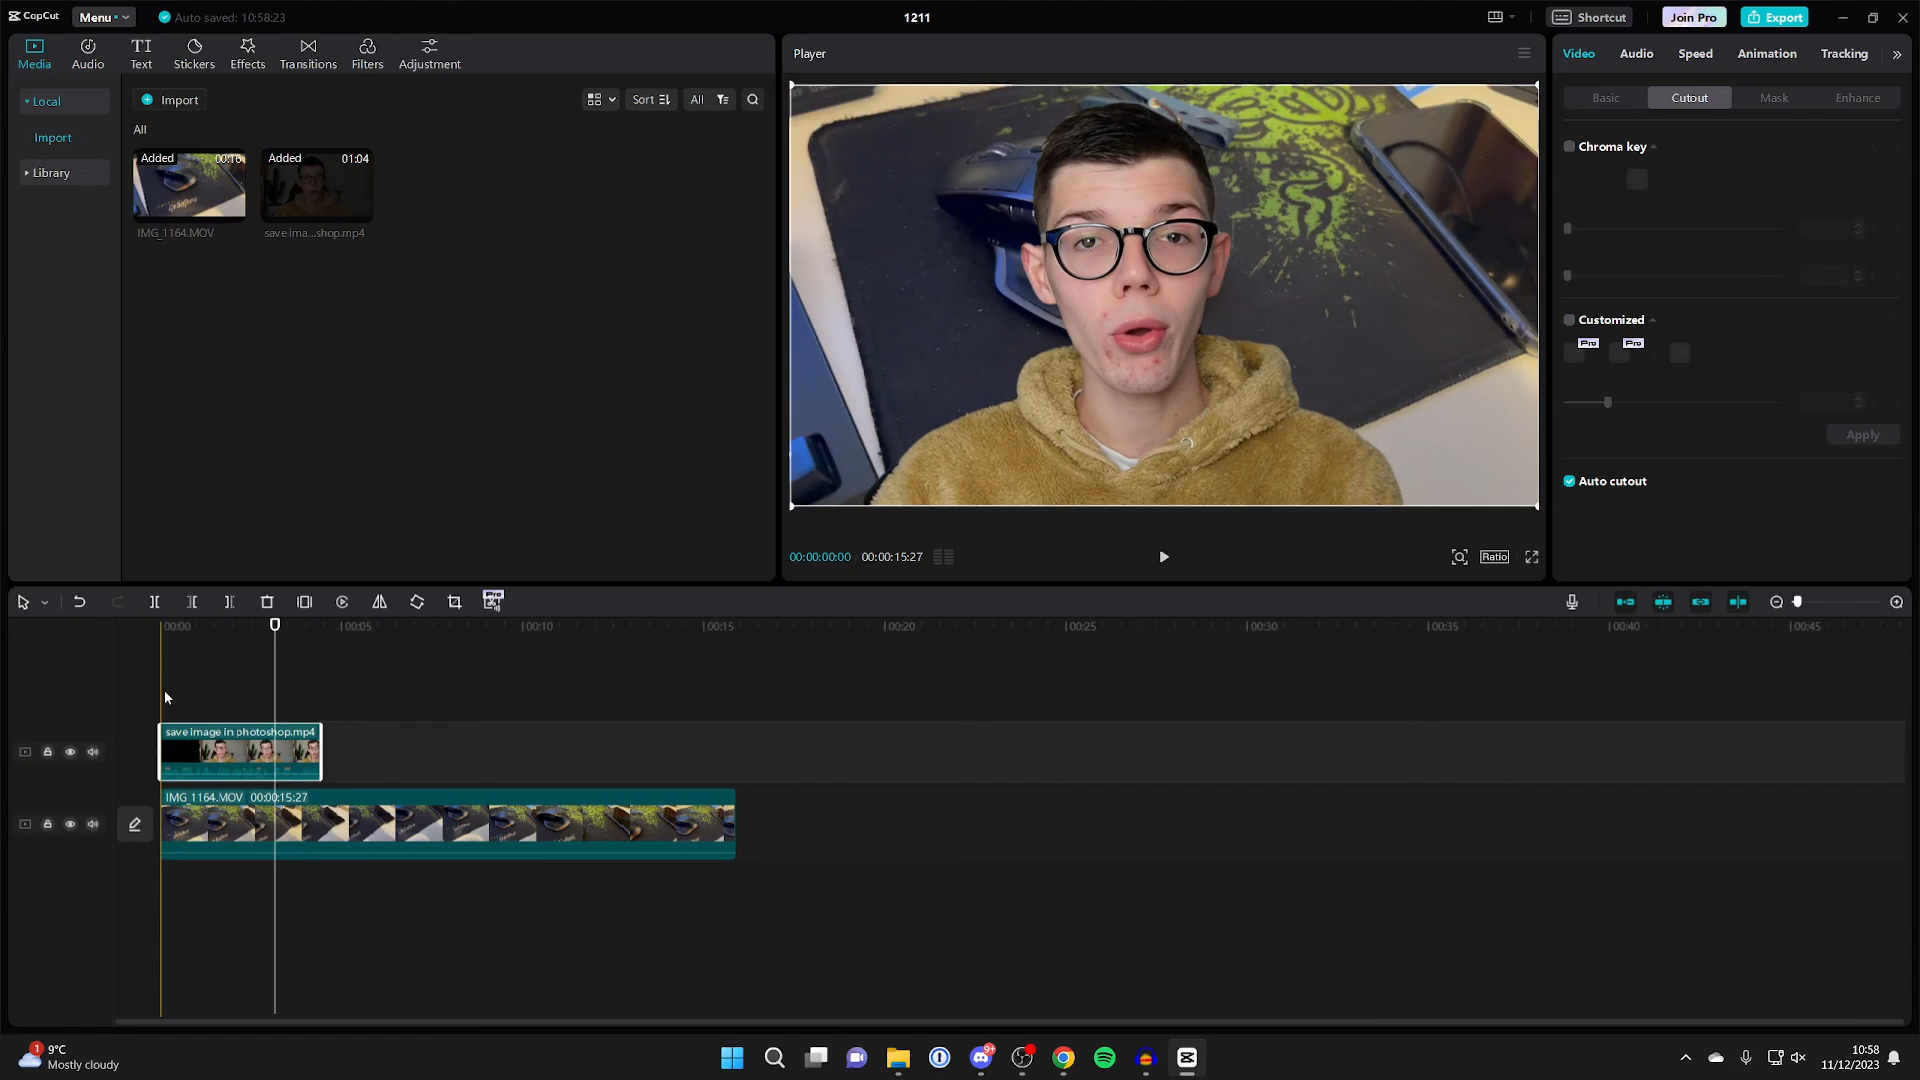 CapCut Menu Auto saved: 10:58:23 1211 Shortcut Join Pro Export
Media Audio Text Stickers Effects Transitions Filters Adjustment
Player
Video Audio Speed Animation Tracking
Local
Import
Library
Import Sort All
All
Added 00:16
Added 01:04
IMG_1164.MOV
save ima...shop.mp4
Basic Cutout Mask Enhance
Chroma key
Customized
Pro Pro
Apply
Auto cutout
00:00:00:00 00:00:15:27 Ratio
Pro
00:00 00:05 00:10 00:15 00:20 00:25 00:30 00:35 00:40 00:45
save image in photoshop.mp4
IMG_1164.MOV 00:00:15:27
1
9°C
Mostly cloudy
9+
10:58
11/12/2023